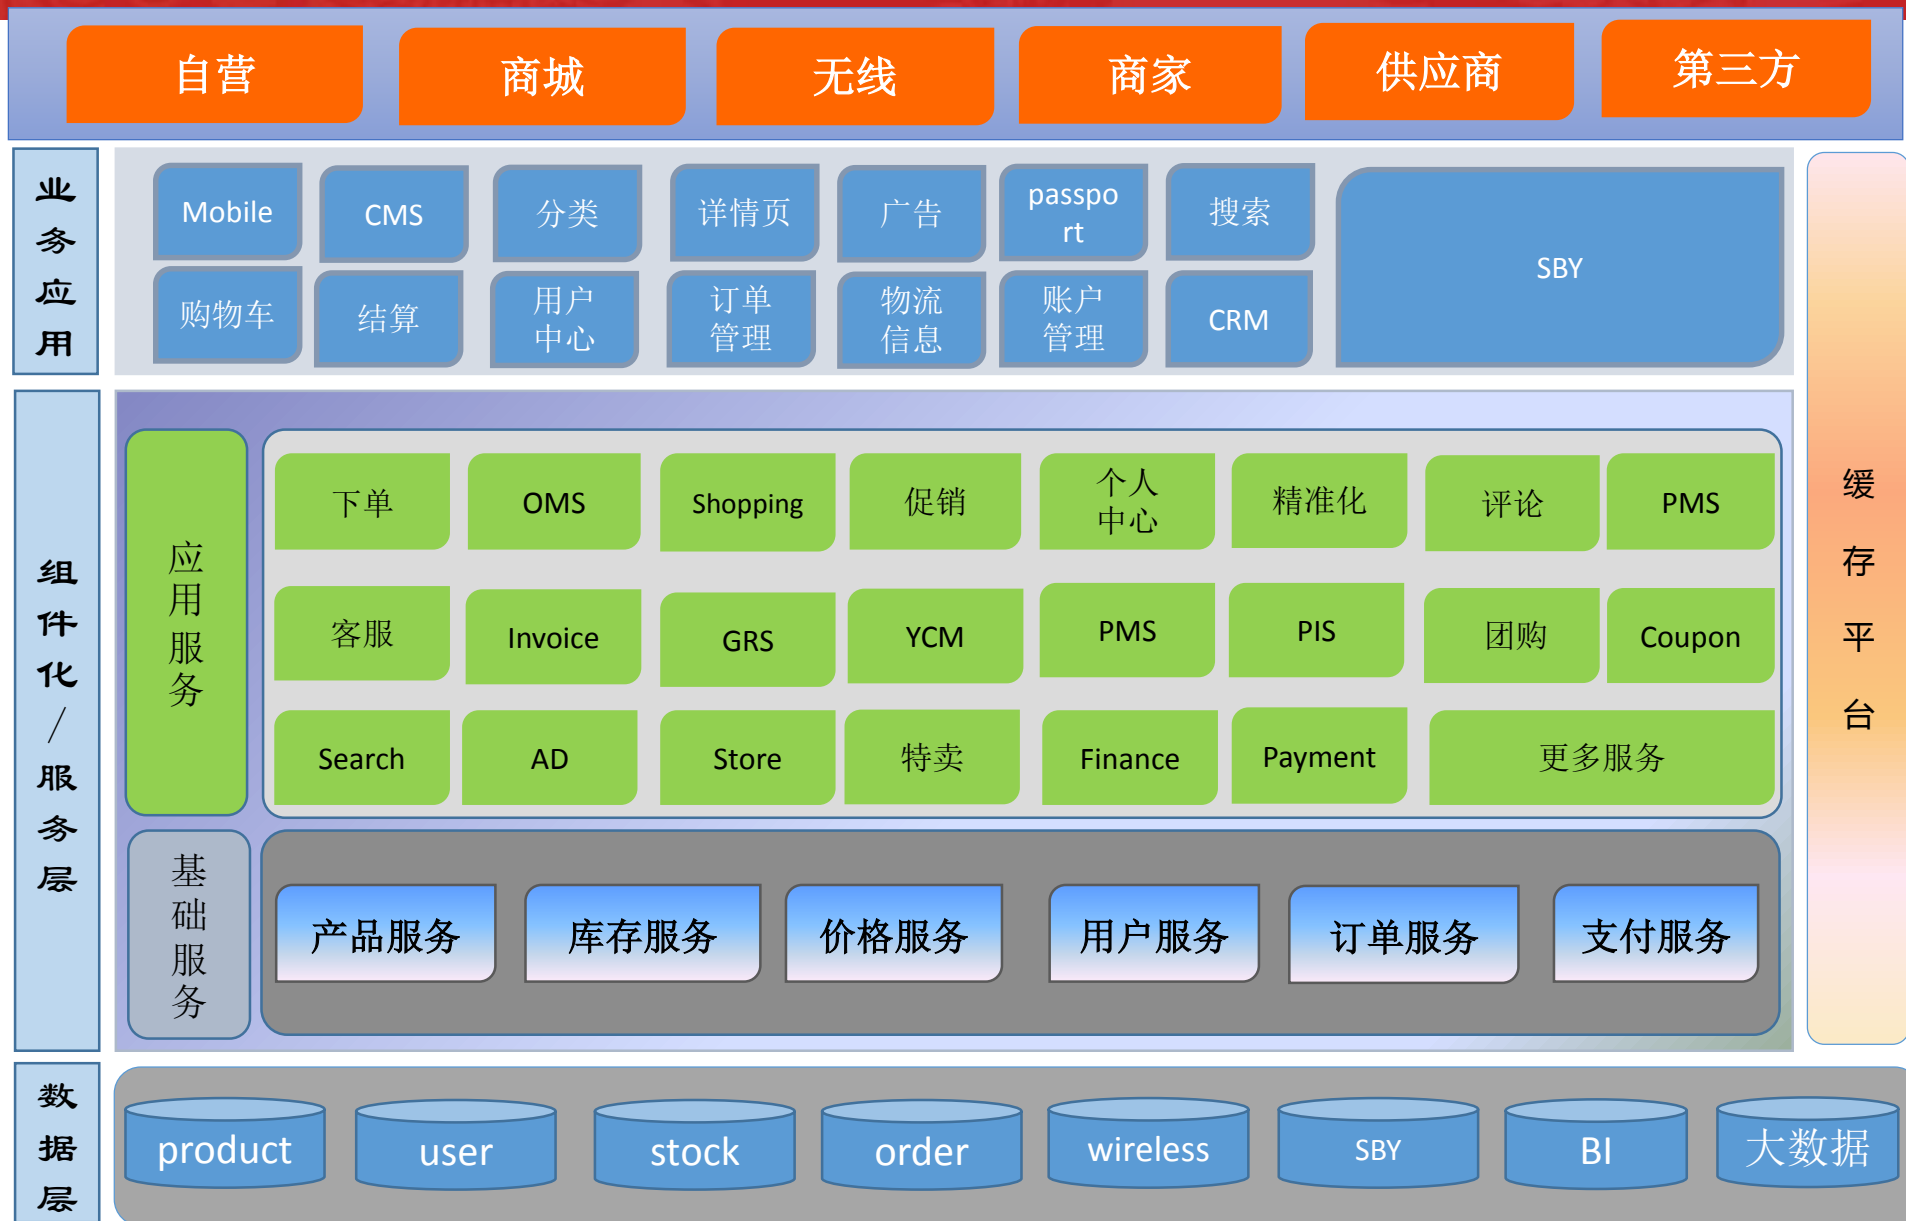 自营
商城
无线
商家
供应商
第三方
业
务
应
用
Mobile
CMS
分类
详情页
广告
passpo
rt
搜索
SBY
购物车
结算
用户
中心
订单
管理
物流
信息
账户
管理
CRM
组
件
化
/
服
务
层
应
用
服
务
下单
OMS
Shopping
促销
个人
中心
精准化
评论
PMS
客服
Invoice
GRS
YCM
PMS
PIS
团购
Coupon
Search
AD
Store
特卖
Finance
Payment
更多服务
基
础
服
务
产品服务
库存服务
价格服务
用户服务
订单服务
支付服务
缓
存
平
台
数
据
层
product
user
stock
order
wireless
SBY
BI
大数据